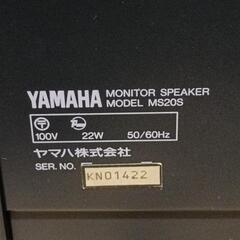 YAMAHA MONITOR SPEAKER
MODEL MS20S
100V 22W 50/60Hz
ヤマハ株式会社
SER. NO. KN01422